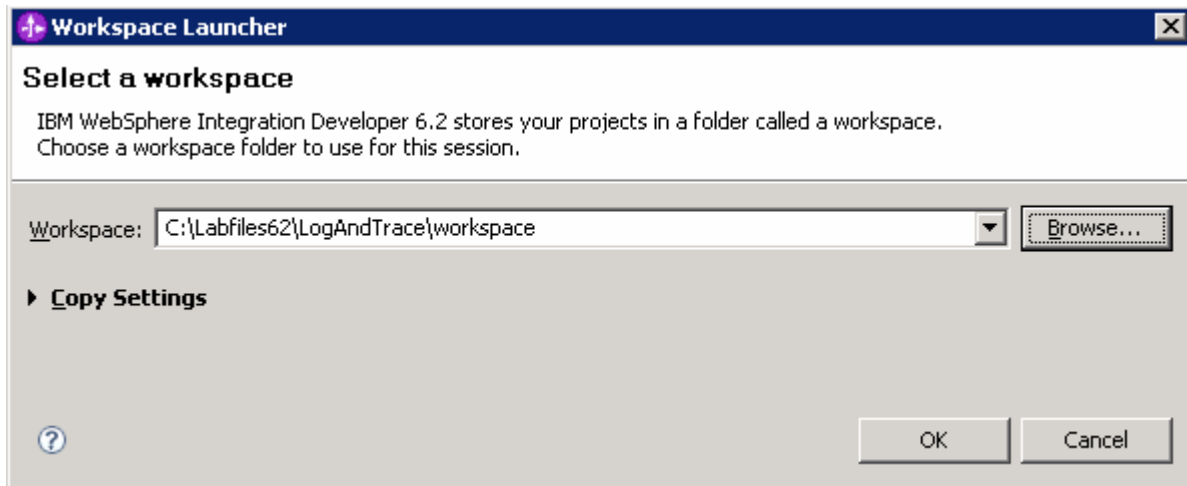 Workspace Launcher
Select a workspace
IBM WebSphere Integration Developer 6.2 stores your projects in a folder called a workspace.
Choose a workspace folder to use for this session.
Workspace: C:\Labfiles62\LogAndTrace\workspace Browse...
Copy Settings
? OK Cancel